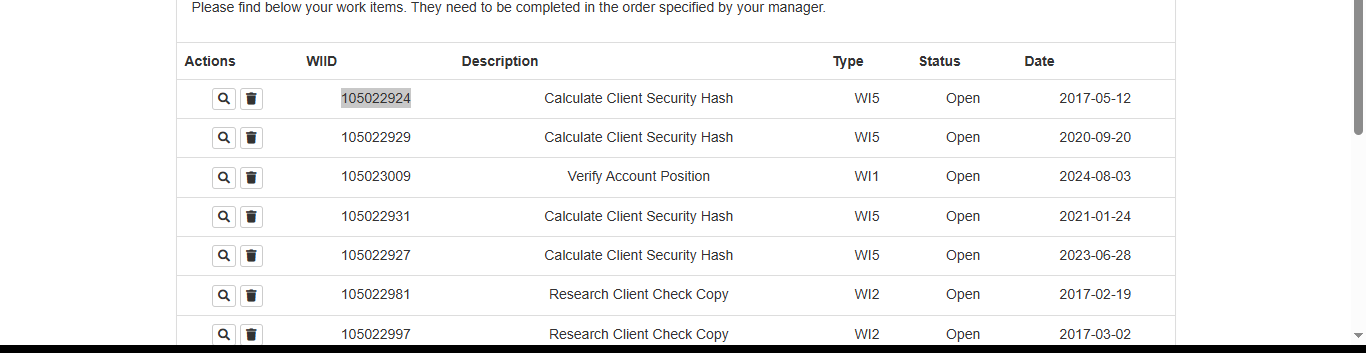 Please find below your work items. They need to be completed in the order specified by your manager.
Actions WIID Description Type Status Date
105022924 Calculate Client Security Hash WI5 Open 2017-05-12
105022929 Calculate Client Security Hash WI5 Open 2020-09-20
105023009 Verify Account Position WI1 Open 2024-08-03
105022931 Calculate Client Security Hash WI5 Open 2021-01-24
105022927 Calculate Client Security Hash WI5 Open 2023-06-28
105022981 Research Client Check Copy WI2 Open 2017-02-19
105022997 Research Client Check Copy WI2 Open 2017-03-02